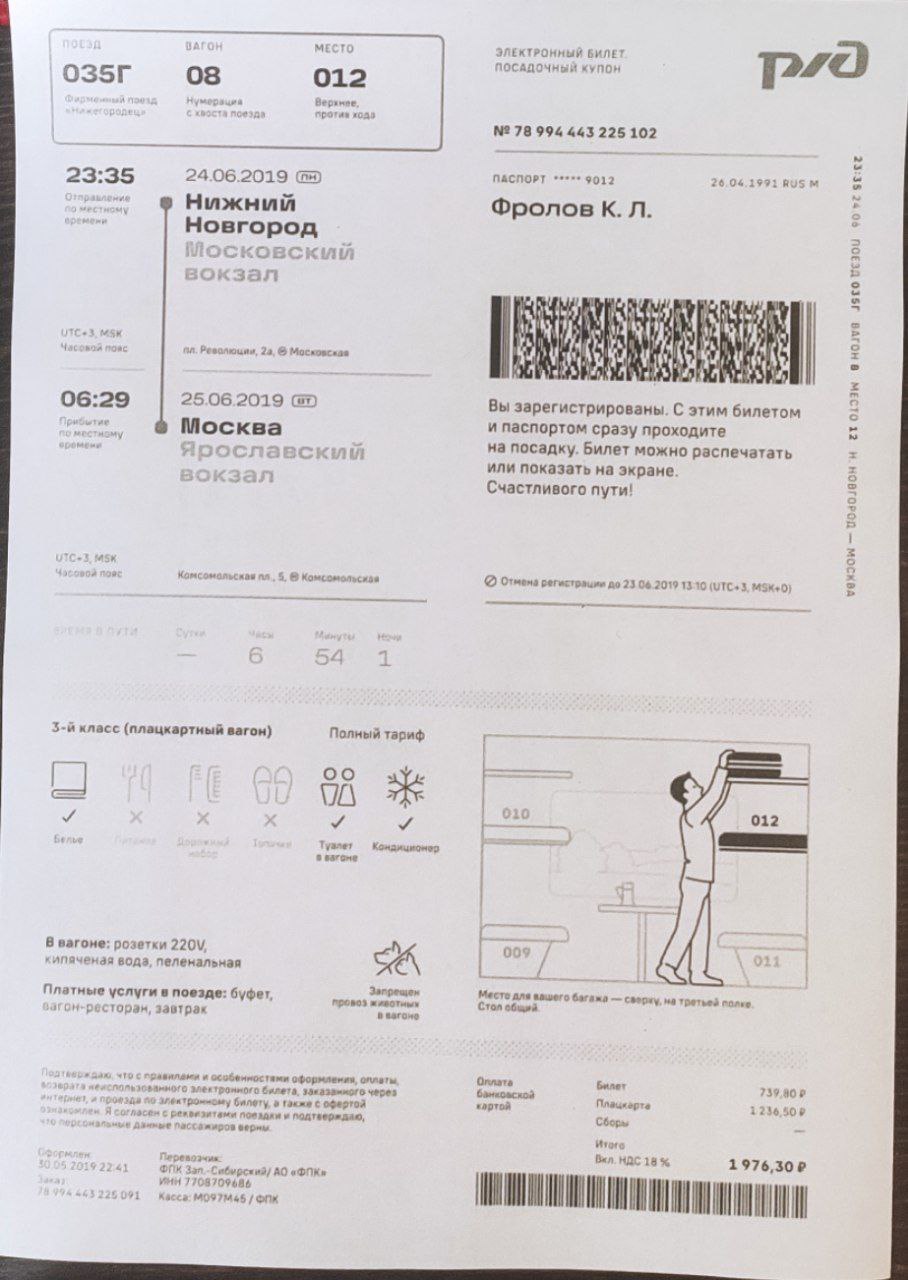 ПОЕЗД
035Г
Фирменный поезд
«Нижегородец»
ВАГОН
08
Нумерация
с хвоста поезда
МЕСТО
012
Верхнее,
против хода
ЭЛЕКТРОННЫЙ БИЛЕТ.
ПОСАДОЧНЫЙ КУПОН
ржд
№ 78 994 443 225 102
ПАСПОРТ ***** 9012
26.04.1991 RUS M
Фролов К. Л.
23:35
Отправление
по местному
времени
24.06.2019 ПН
Нижний
Новгород
Московский
вокзал
UTC+3, MSK
Часовой пояс
пл. Революции, 2а, М Московская
06:29
Прибытие
по местному
времени
25.06.2019 ВТ
Москва
Ярославский
вокзал
UTC+3, MSK
Часовой пояс
Комсомольская пл., 5, М Комсомольская
Вы зарегистрированы. С этим билетом
и паспортом сразу проходите
на посадку. Билет можно распечатать
или показать на экране.
Счастливого пути!
Отмена регистрации до 23.06.2019 13:10 (UTC+3, MSK+0)
23:35 24.06 ПОЕЗД 035Г ВАГОН 8 МЕСТО 12 Н. НОВГОРОД — МОСКВА
ВРЕМЯ В ПУТИ
Сутки
—
Часы
6
Минуты
54
Ночи
1
3-й класс (плацкартный вагон)
Полный тариф
Белье
Питание
Дорожный
набор
Тапочки
Туалет
в вагоне
Кондиционер
В вагоне: розетки 220V,
кипяченая вода, пеленальная
Платные услуги в поезде: буфет,
вагон-ресторан, завтрак
Запрещен
провоз животных
в вагоне
010
012
009
011
Место для вашего багажа — сверху, на третьей полке.
Стол общий.
Подтверждаю, что с правилами и особенностями оформления, оплаты,
возврата неиспользованного электронного билета, заказанного через
интернет, и проезда по электронному билету, а также с офертой
ознакомлен. Я согласен с реквизитами поездки и подтверждаю,
что персональные данные пассажиров верны.
Оформлен:
30.05.2019 22:41
Заказ:
78 994 443 225 091
Перевозчик:
ФПК Зап.-Сибирский/ АО «ФПК»
ИНН 7708709686
Касса: М097М45 / ФПК
Оплата
банковской
картой
Билет 739,80 ₽
Плацкарта 1 236,50 ₽
Сборы —
Итого
Вкл. НДС 18 % 1 976,30 ₽